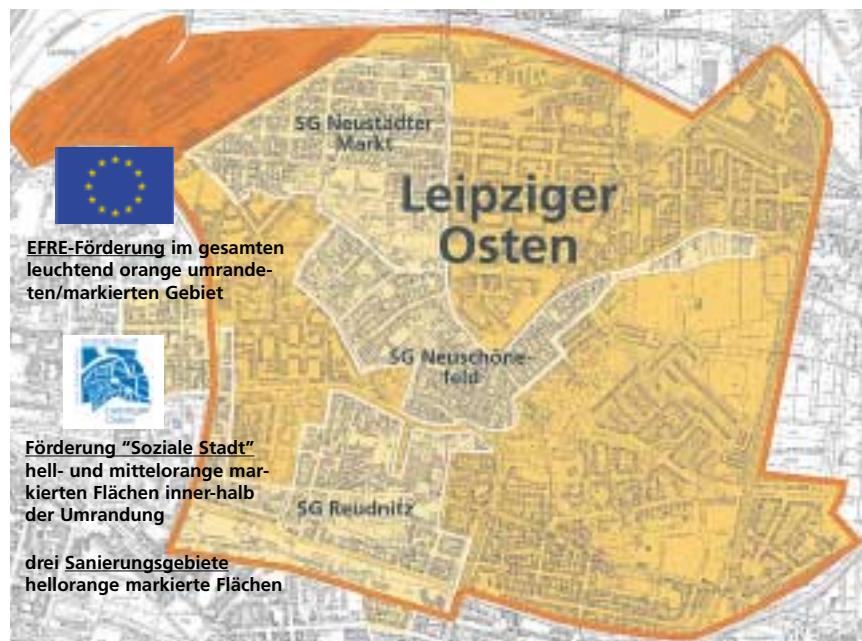 SG Neustädter
Markt
Leipziger
Osten
EFRE-Förderung im gesamten
leuchtend orange umrande-
ten/markierten Gebiet
SG Neuschöne-
feld
Förderung "Soziale Stadt"
hell- und mittelorange mar-
kierten Flächen inner-halb
der Umrandung
SG Reudnitz
drei Sanierungsgebiete
hellorange markierte Flächen